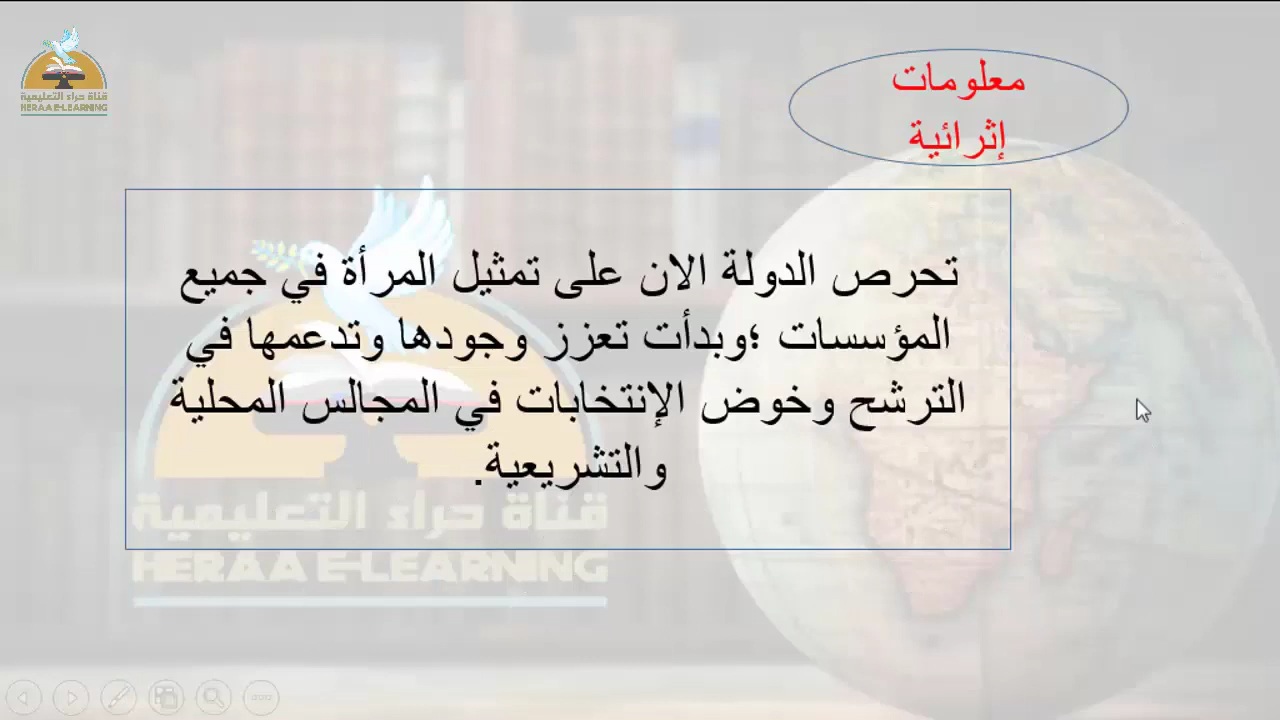 قناة حراء التعليمية
HERAA E-LEARNING
معلومات
إثرائية
تحرص الدولة الان على تمثيل المرأة في جميع
المؤسسات ؛وبدأت تعزز وجودها وتدعمها في
الترشح وخوض الإنتخابات في المجالس المحلية
والتشريعية.
قناة حراء التعليمية
HERAA E-LEARNING